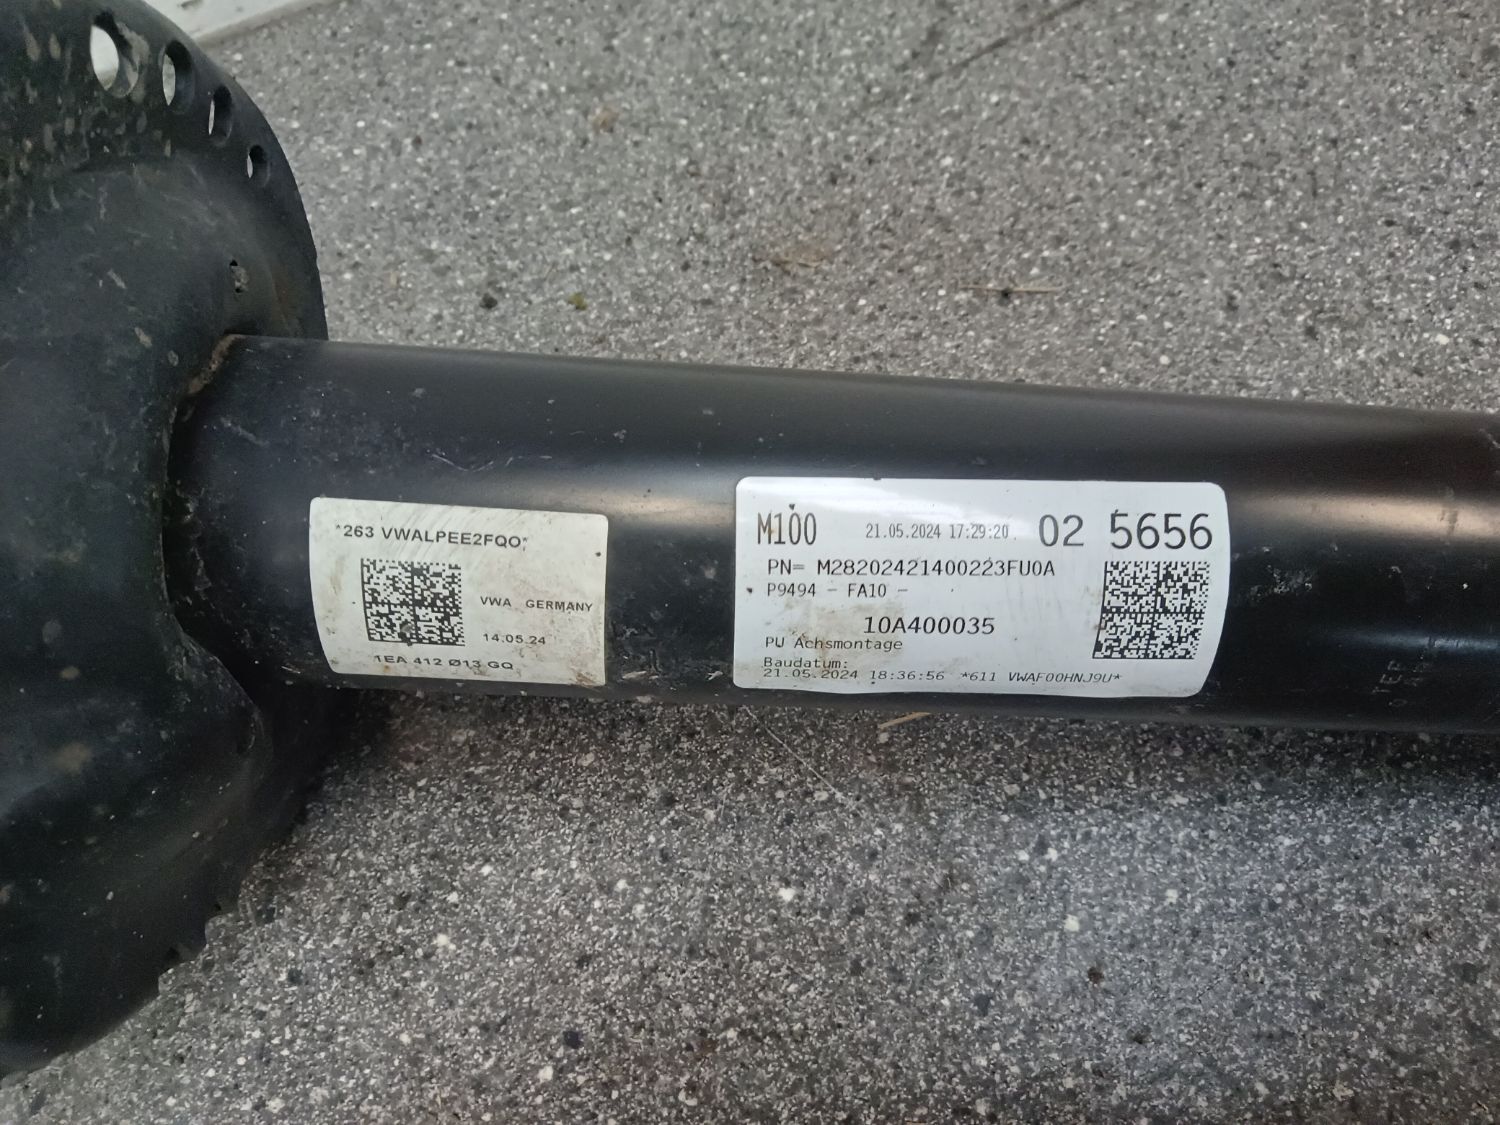 *263 VWALPEE2FQO*
VWA GERMANY
14.05.24
1EA 412 Ø13 GQ
M100 21.05.2024 17:29:20 02 5656
PN= M28202421400223FU0A
P9494 - FA10 -
10A400035
PU Achsmontage
Baudatum:
21.05.2024 18:36:56 *611 VWAF00HNJ9U*